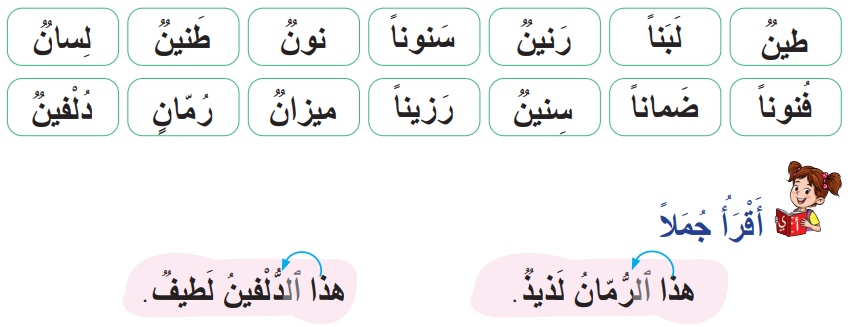 طينٌ لَبَناً رَنينٌ سَنوناً نونٌ طَنينٌ لِسانٌ
فُنوناً ضَماناً سِنينٌ رَزيناً ميزانٌ رُمّانٍ دُلْفينٌ
أَقْرَأُ جُمَلاً
هذا ٱلرُّمّانُ لَذيذٌ. هذا ٱلدُّلْفينُ لَطيفٌ.